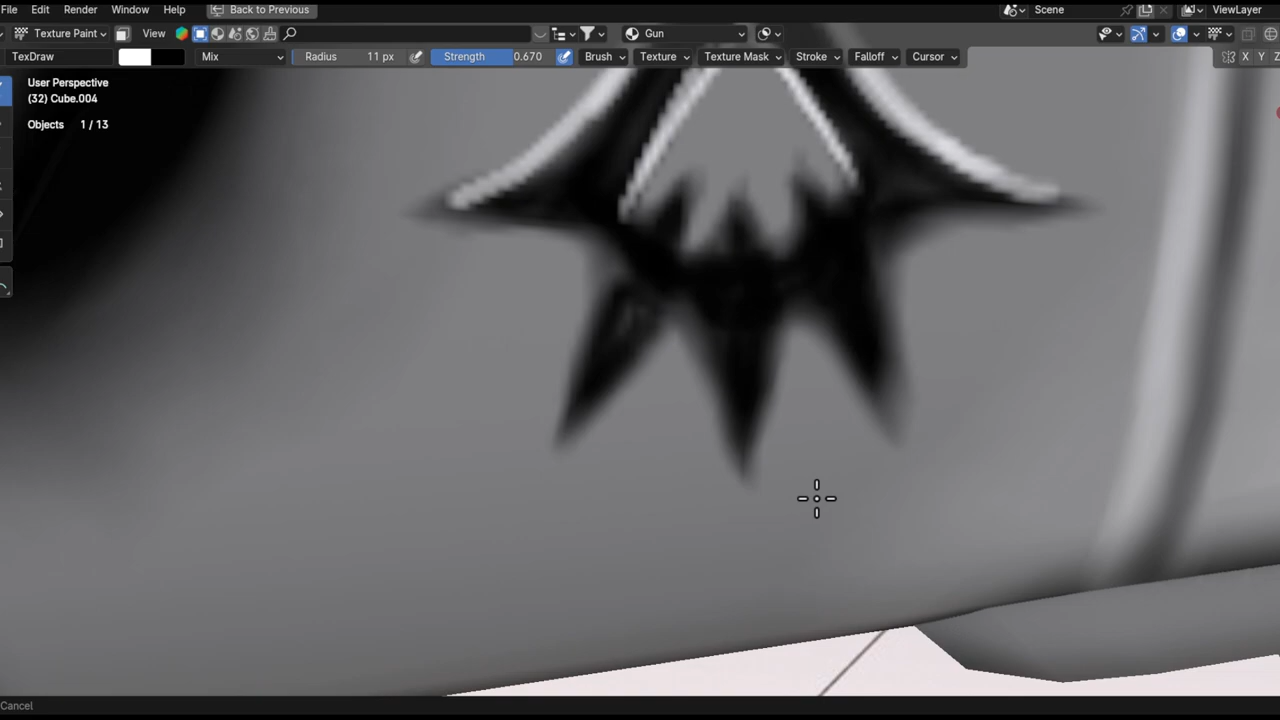 File Edit Render Window Help Back to Previous Scene ViewLayer
Texture Paint View Gun
TexDraw Mix Radius 11 px Strength 0.670 Brush Texture Texture Mask Stroke Falloff Cursor X Y Z
User Perspective
(32) Cube.004
Objects 1 / 13
Cancel